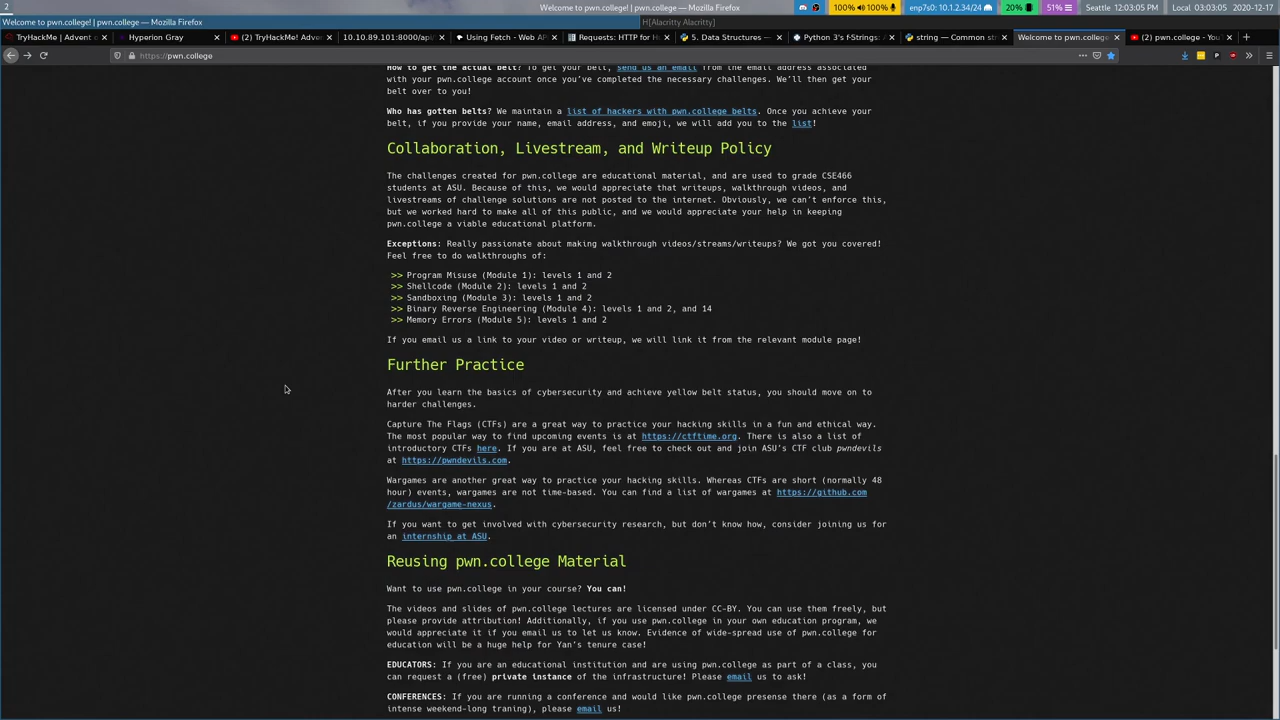 2
Welcome to pwn.college! | pwn.college — Mozilla Firefox
100% 100%
enp7s0: 10.1.2.34/24
20%
51%
Seattle 12:03:05 PM
Local 03:03:05
2020-12-17
Welcome to pwn.college! | pwn.college — Mozilla Firefox
H[Alacritty Alacritty]
TryHackMe | Advent o
Hyperion Gray
(2) TryHackMe! Adven
10.10.89.101:8000/api/
Using Fetch - Web AP
Requests: HTTP for H
5. Data Structures —
Python 3's f-Strings:
string — Common st
Welcome to pwn.college
(2) pwn.college - You
https://pwn.college
How to get the actual belt? To get your belt, send us an email from the email address associated
with your pwn.college account once you've completed the necessary challenges. We'll then get your
belt over to you!
Who has gotten belts? We maintain a list of hackers with pwn.college belts. Once you achieve your
belt, if you provide your name, email address, and emoji, we will add you to the list!
Collaboration, Livestream, and Writeup Policy
The challenges created for pwn.college are educational material, and are used to grade CSE466
students at ASU. Because of this, we would appreciate that writeups, walkthrough videos, and
livestreams of challenge solutions are not posted to the internet. Obviously, we can't enforce this,
but we worked hard to make all of this public, and we would appreciate your help in keeping
pwn.college a viable educational platform.
Exceptions: Really passionate about making walkthrough videos/streams/writeups? We got you covered!
Feel free to do walkthroughs of:
>> Program Misuse (Module 1): levels 1 and 2
>> Shellcode (Module 2): levels 1 and 2
>> Sandboxing (Module 3): levels 1 and 2
>> Binary Reverse Engineering (Module 4): levels 1 and 2, and 14
>> Memory Errors (Module 5): levels 1 and 2
If you email us a link to your video or writeup, we will link it from the relevant module page!
Further Practice
After you learn the basics of cybersecurity and achieve yellow belt status, you should move on to
harder challenges.
Capture The Flags (CTFs) are a great way to practice your hacking skills in a fun and ethical way.
The most popular way to find upcoming events is at https://ctftime.org. There is also a list of
introductory CTFs here. If you are at ASU, feel free to check out and join ASU's CTF club pwndevils
at https://pwndevils.com.
Wargames are another great way to practice your hacking skills. Whereas CTFs are short (normally 48
hour) events, wargames are not time-based. You can find a list of wargames at https://github.com
/zardus/wargame-nexus.
If you want to get involved with cybersecurity research, but don't know how, consider joining us for
an internship at ASU.
Reusing pwn.college Material
Want to use pwn.college in your course? You can!
The videos and slides of pwn.college lectures are licensed under CC-BY. You can use them freely, but
please provide attribution! Additionally, if you use pwn.college in your own education program, we
would appreciate it if you email us to let us know. Evidence of wide-spread use of pwn.college for
education will be a huge help for Yan's tenure case!
EDUCATORS: If you are an educational institution and are using pwn.college as part of a class, you
can request a (free) private instance of the infrastructure! Please email us to ask!
CONFERENCES: If you are running a conference and would like pwn.college presense there (as a form of
intense weekend-long traning), please email us!